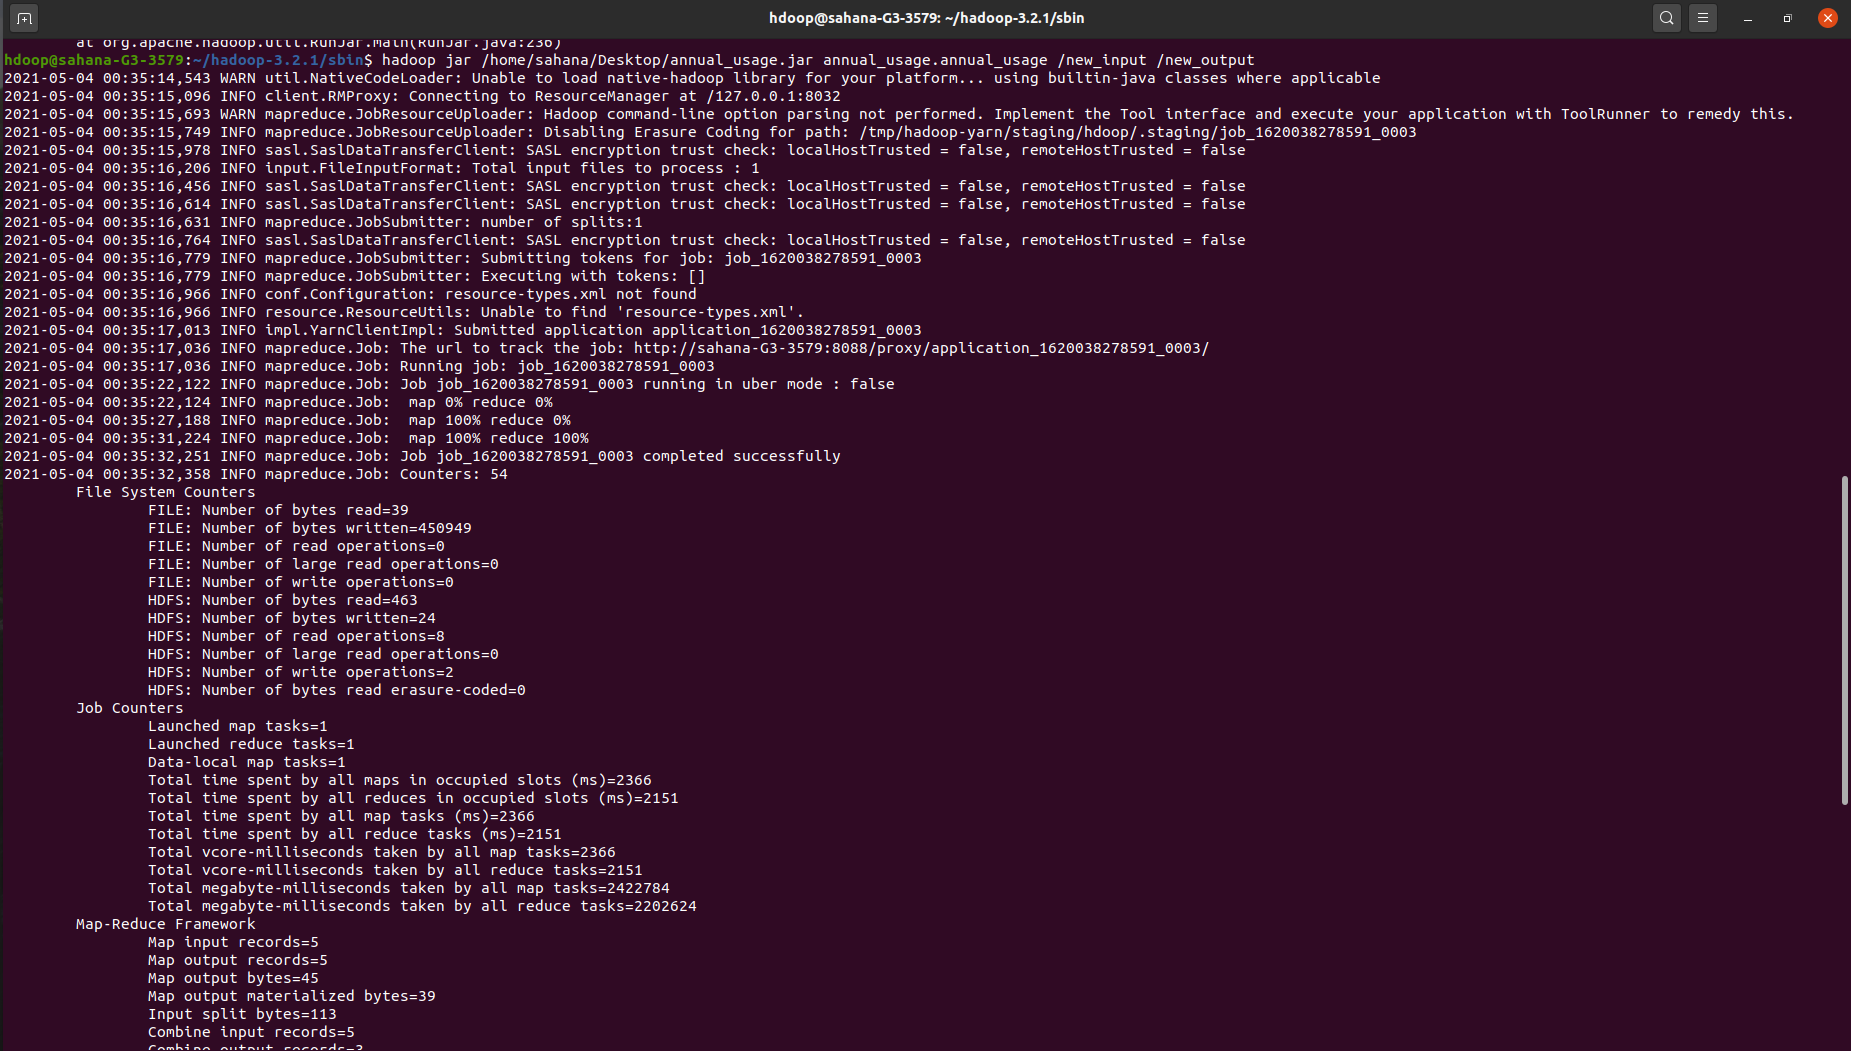 hdoop@sahana-G3-3579: ~/hadoop-3.2.1/sbin
at org.apache.hadoop.util.RunJar.main(RunJar.java:236)
hdoop@sahana-G3-3579:~/hadoop-3.2.1/sbin$ hadoop jar /home/sahana/Desktop/annual_usage.jar annual_usage.annual_usage /new_input /new_output
2021-05-04 00:35:14,543 WARN util.NativeCodeLoader: Unable to load native-hadoop library for your platform... using builtin-java classes where applicable
2021-05-04 00:35:15,096 INFO client.RMProxy: Connecting to ResourceManager at /127.0.0.1:8032
2021-05-04 00:35:15,693 WARN mapreduce.JobResourceUploader: Hadoop command-line option parsing not performed. Implement the Tool interface and execute your application with ToolRunner to remedy this.
2021-05-04 00:35:15,749 INFO mapreduce.JobResourceUploader: Disabling Erasure Coding for path: /tmp/hadoop-yarn/staging/hdoop/.staging/job_1620038278591_0003
2021-05-04 00:35:15,978 INFO sasl.SaslDataTransferClient: SASL encryption trust check: localHostTrusted = false, remoteHostTrusted = false
2021-05-04 00:35:16,206 INFO input.FileInputFormat: Total input files to process : 1
2021-05-04 00:35:16,456 INFO sasl.SaslDataTransferClient: SASL encryption trust check: localHostTrusted = false, remoteHostTrusted = false
2021-05-04 00:35:16,614 INFO sasl.SaslDataTransferClient: SASL encryption trust check: localHostTrusted = false, remoteHostTrusted = false
2021-05-04 00:35:16,631 INFO mapreduce.JobSubmitter: number of splits:1
2021-05-04 00:35:16,764 INFO sasl.SaslDataTransferClient: SASL encryption trust check: localHostTrusted = false, remoteHostTrusted = false
2021-05-04 00:35:16,779 INFO mapreduce.JobSubmitter: Submitting tokens for job: job_1620038278591_0003
2021-05-04 00:35:16,779 INFO mapreduce.JobSubmitter: Executing with tokens: []
2021-05-04 00:35:16,966 INFO conf.Configuration: resource-types.xml not found
2021-05-04 00:35:16,966 INFO resource.ResourceUtils: Unable to find 'resource-types.xml'.
2021-05-04 00:35:17,013 INFO impl.YarnClientImpl: Submitted application application_1620038278591_0003
2021-05-04 00:35:17,036 INFO mapreduce.Job: The url to track the job: http://sahana-G3-3579:8088/proxy/application_1620038278591_0003/
2021-05-04 00:35:17,036 INFO mapreduce.Job: Running job: job_1620038278591_0003
2021-05-04 00:35:22,122 INFO mapreduce.Job: Job job_1620038278591_0003 running in uber mode : false
2021-05-04 00:35:22,124 INFO mapreduce.Job:  map 0% reduce 0%
2021-05-04 00:35:27,188 INFO mapreduce.Job:  map 100% reduce 0%
2021-05-04 00:35:31,224 INFO mapreduce.Job:  map 100% reduce 100%
2021-05-04 00:35:32,251 INFO mapreduce.Job: Job job_1620038278591_0003 completed successfully
2021-05-04 00:35:32,358 INFO mapreduce.Job: Counters: 54
File System Counters
FILE: Number of bytes read=39
FILE: Number of bytes written=450949
FILE: Number of read operations=0
FILE: Number of large read operations=0
FILE: Number of write operations=0
HDFS: Number of bytes read=463
HDFS: Number of bytes written=24
HDFS: Number of read operations=8
HDFS: Number of large read operations=0
HDFS: Number of write operations=2
HDFS: Number of bytes read erasure-coded=0
Job Counters
Launched map tasks=1
Launched reduce tasks=1
Data-local map tasks=1
Total time spent by all maps in occupied slots (ms)=2366
Total time spent by all reduces in occupied slots (ms)=2151
Total time spent by all map tasks (ms)=2366
Total time spent by all reduce tasks (ms)=2151
Total vcore-milliseconds taken by all map tasks=2366
Total vcore-milliseconds taken by all reduce tasks=2151
Total megabyte-milliseconds taken by all map tasks=2422784
Total megabyte-milliseconds taken by all reduce tasks=2202624
Map-Reduce Framework
Map input records=5
Map output records=5
Map output bytes=45
Map output materialized bytes=39
Input split bytes=113
Combine input records=5
Combine output records=3